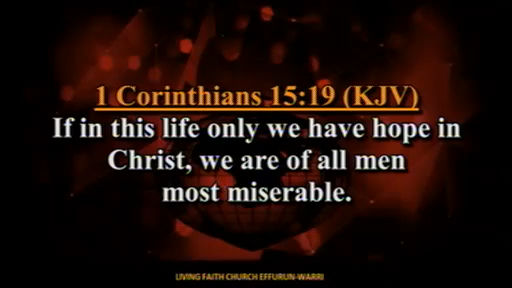 1 Corinthians 15:19 (KJV)
If in this life only we have hope in
Christ, we are of all men
most miserable.
LIVING FAITH CHURCH EFFURUN-WARRI